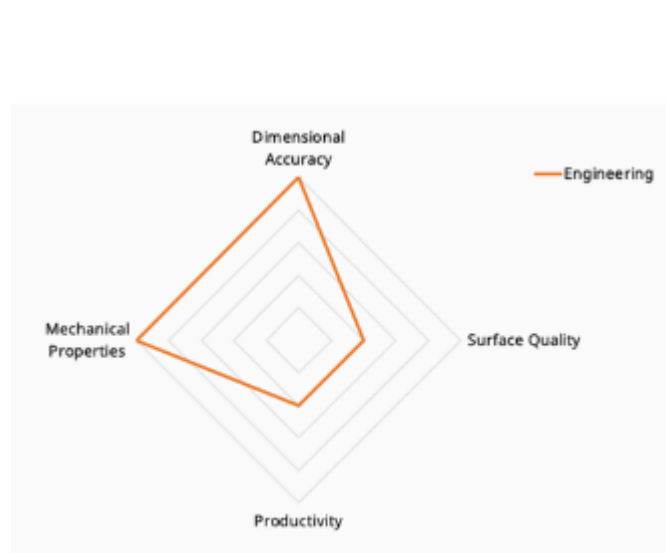 Dimensional
Accuracy
Engineering
Mechanical
Properties
Surface Quality
Productivity